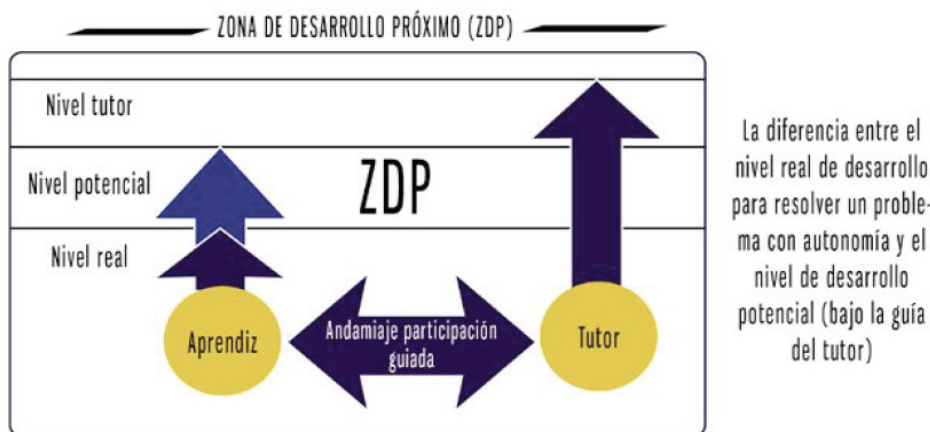 ZONA DE DESARROLLO PRÓXIMO (ZDP)
Nivel tutor
Nivel potencial
ZDP
Nivel real
Aprendiz
Andamiaje participación
guiada
Tutor
La diferencia entre el
nivel real de desarrollo
para resolver un proble-
ma con autonomía y el
nivel de desarrollo
potencial (bajo la guía
del tutor)